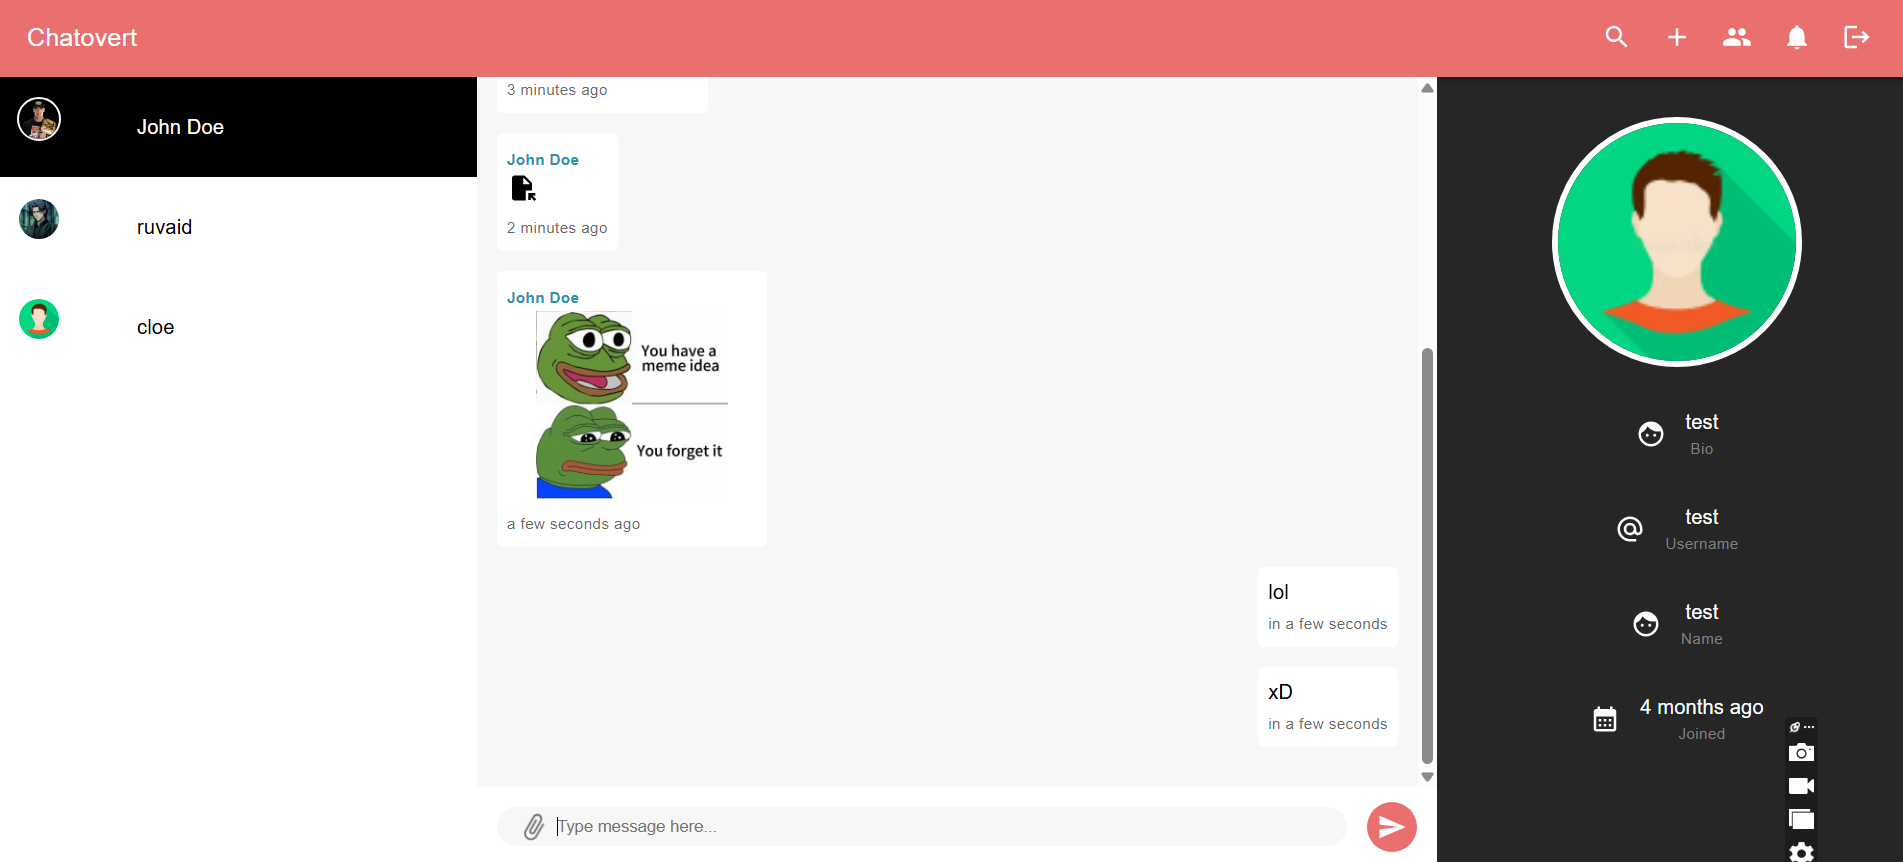 Chatovert
John Doe
ruvaid
cloe
3 minutes ago
John Doe
2 minutes ago
John Doe
You have a
meme idea
You forget it
a few seconds ago
lol
in a few seconds
xD
in a few seconds
Type message here...
test
Bio
test
Username
test
Name
4 months ago
Joined